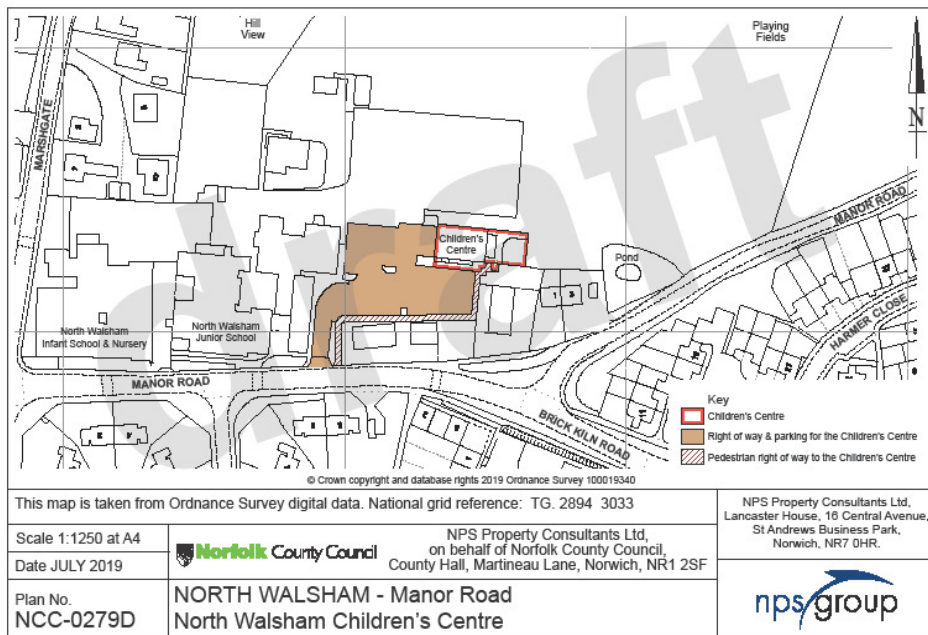 Hill
View
Playing
Fields
N
MARSHGATE
MANOR ROAD
Children's
Centre
Pond
draft
North Walsham
Infant School & Nursery
North Walsham
Junior School
HARMER CLOSE
MANOR ROAD
BRICK KILN ROAD
Key
Children's Centre
Right of way & parking for the Children's Centre
Pedestrian right of way to the Children's Centre
© Crown copyright and database rights 2019 Ordnance Survey 100019340
This map is taken from Ordnance Survey digital data. National grid reference: TG. 2894 3033
NPS Property Consultants Ltd,
Lancaster House, 16 Central Avenue,
St Andrews Business Park,
Norwich, NR7 0HR.
Scale 1:1250 at A4
Date JULY 2019
Norfolk County Council
NPS Property Consultants Ltd,
on behalf of Norfolk County Council,
County Hall, Martineau Lane, Norwich, NR1 2SF
Plan No.
NCC-0279D
NORTH WALSHAM - Manor Road
North Walsham Children's Centre
nps group